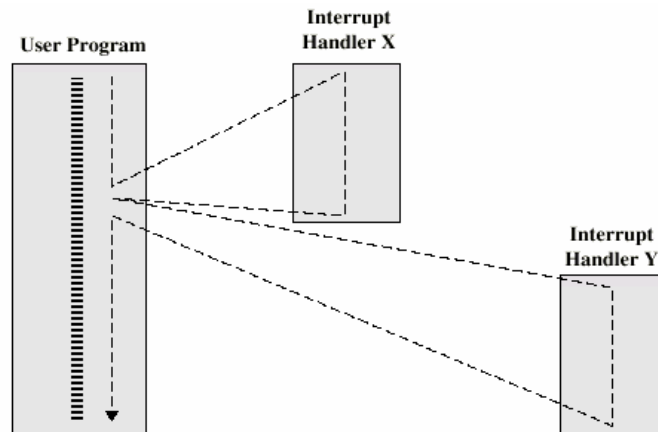 User Program
Interrupt
Handler X
Interrupt
Handler Y